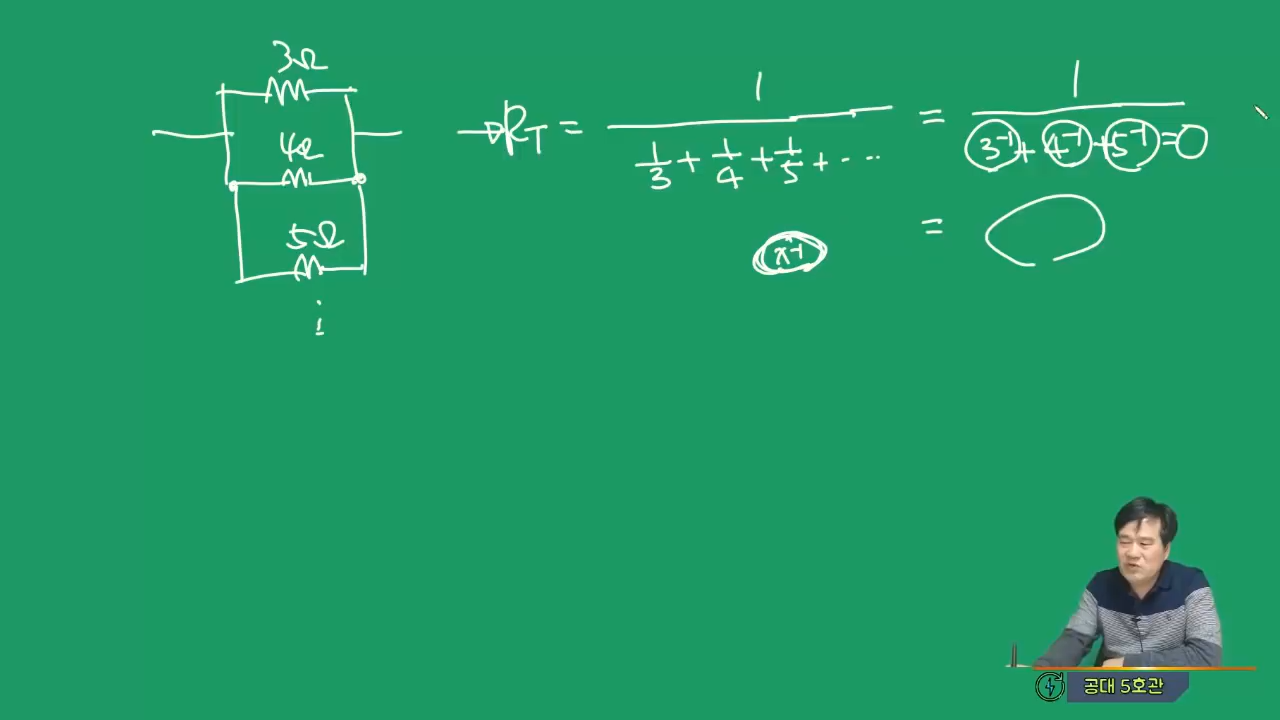 3Ω
4Ω
5Ω
i
R_T = 1 / (1/3 + 1/4 + 1/5 + ...) = 1 / (3⁻¹ + 4⁻¹ + 5⁻¹ = 0)
=
x⁻¹
공대 5호관